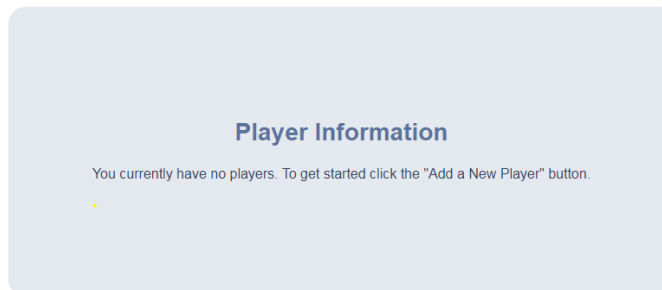 Player Information
You currently have no players. To get started click the "Add a New Player" button.